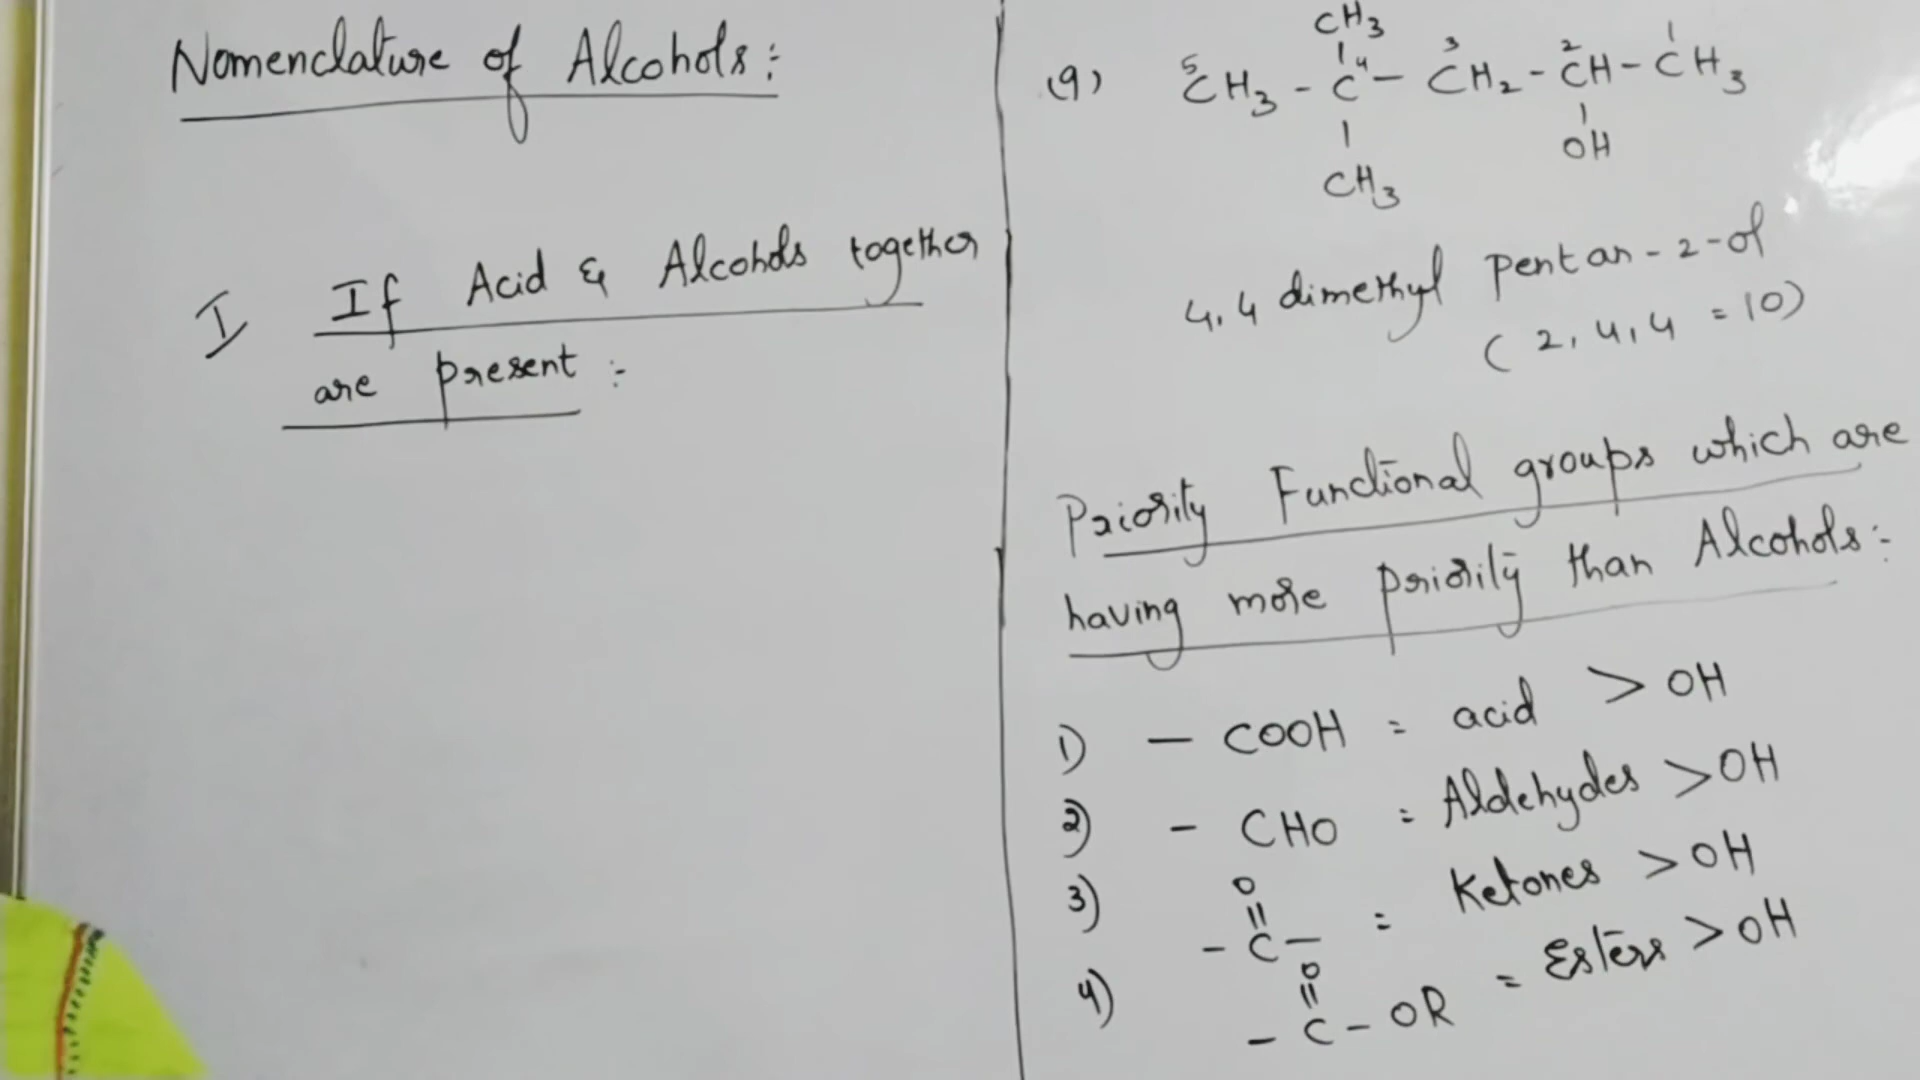 Nomenclature of Alcohols :
I If Acid & Alcohols together
are present :-
CH3
(9) 5CH3 - C4 - 3CH2 - 2CH - 1CH3
CH3
OH
4,4 dimethyl pentan-2-ol
(2,4,4 = 10)
Priority Functional groups which are
having more priority than Alcohols :-
1) - COOH = acid > OH
2) - CHO = Aldehydes > OH
3) O
|| = Ketones > OH
- C -
4) O
|| = Esters > OH
- C - OR